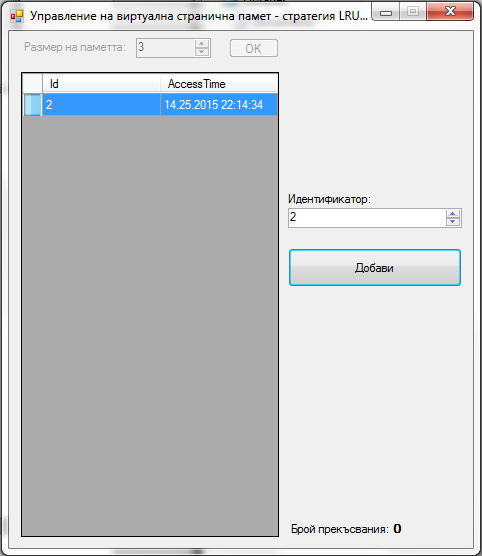 Управление на виртуална странична памет - стратегия LRU...
Размер на паметта: 3 OK
Id AccessTime
2 14.25.2015 22:14:34
Идентификатор:
2
Добави
Брой прекъсвания: 0